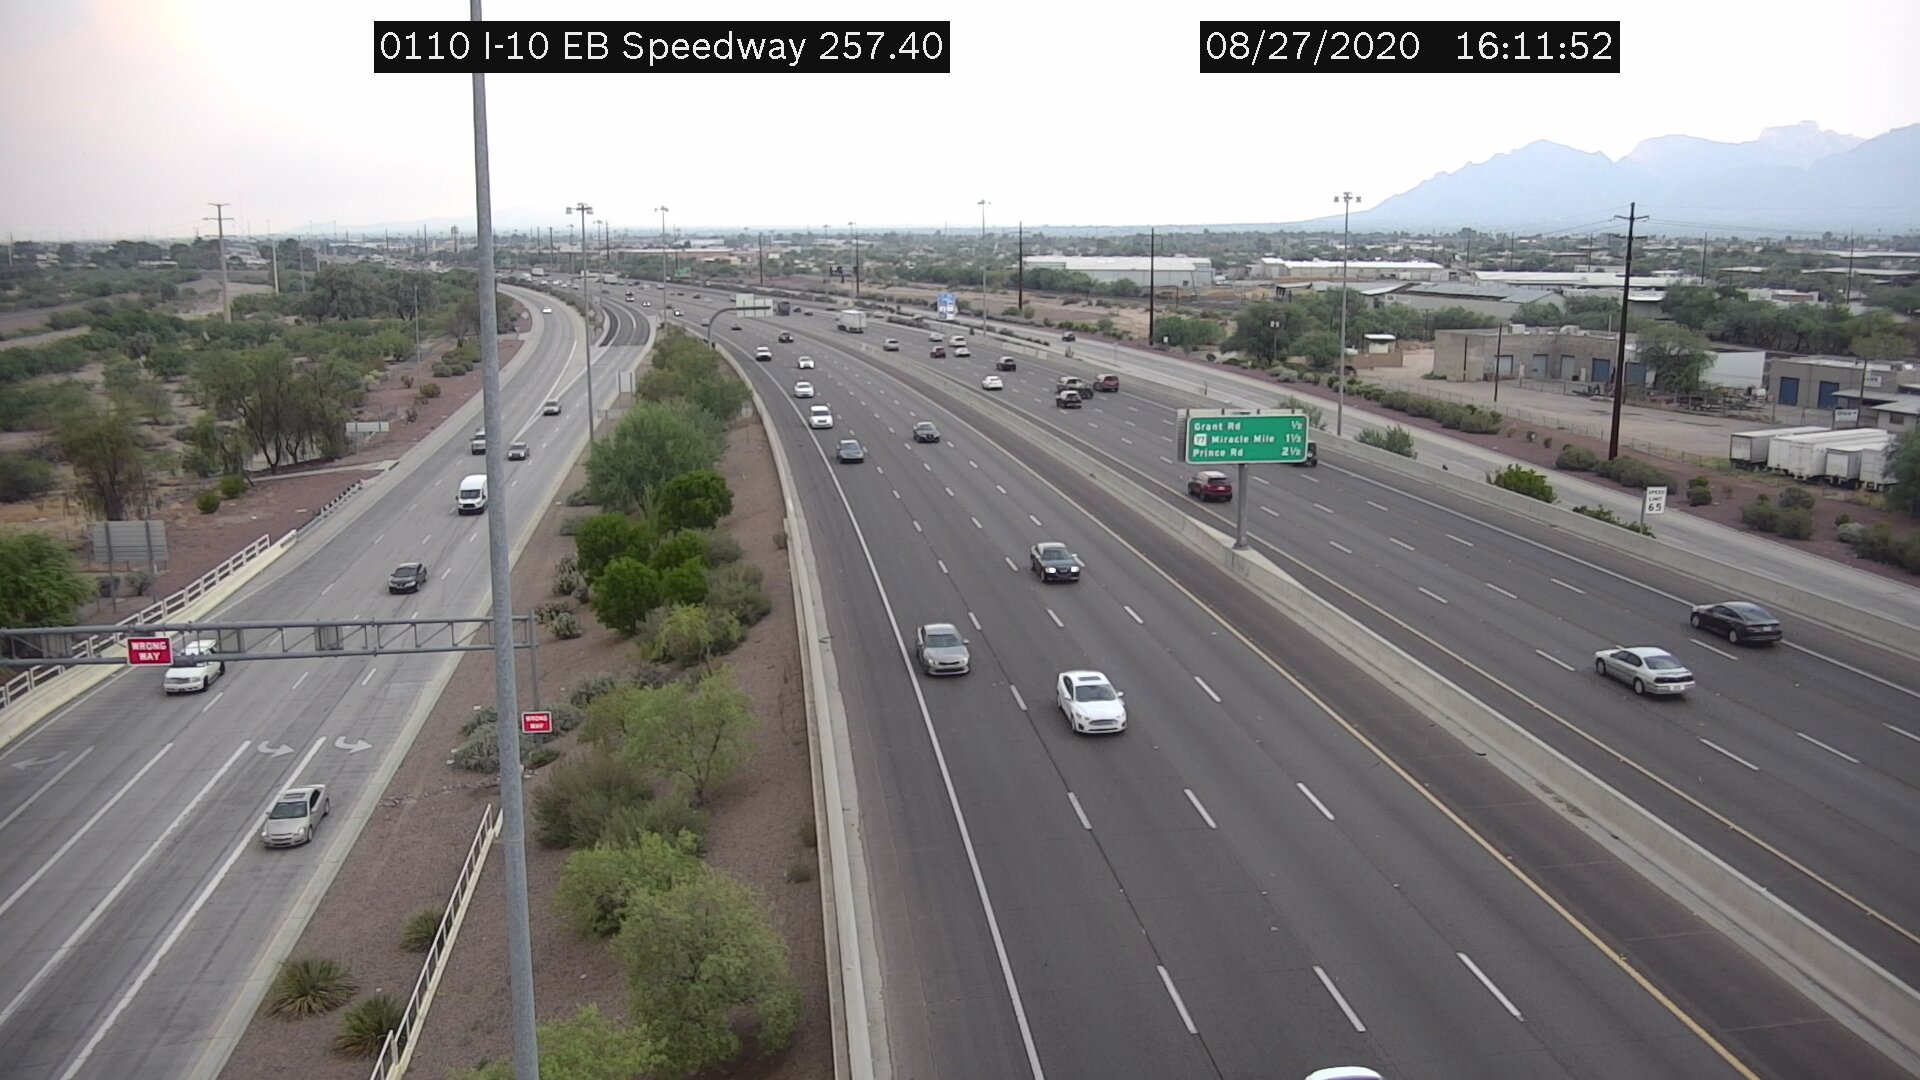 0110 I-10 EB Speedway 257.40
08/27/2020 16:11:52
Grant Rd ½
77 Miracle Mile 1½
Prince Rd 2½
SPEED
LIMIT
65
WRONG
WAY
WRONG
WAY